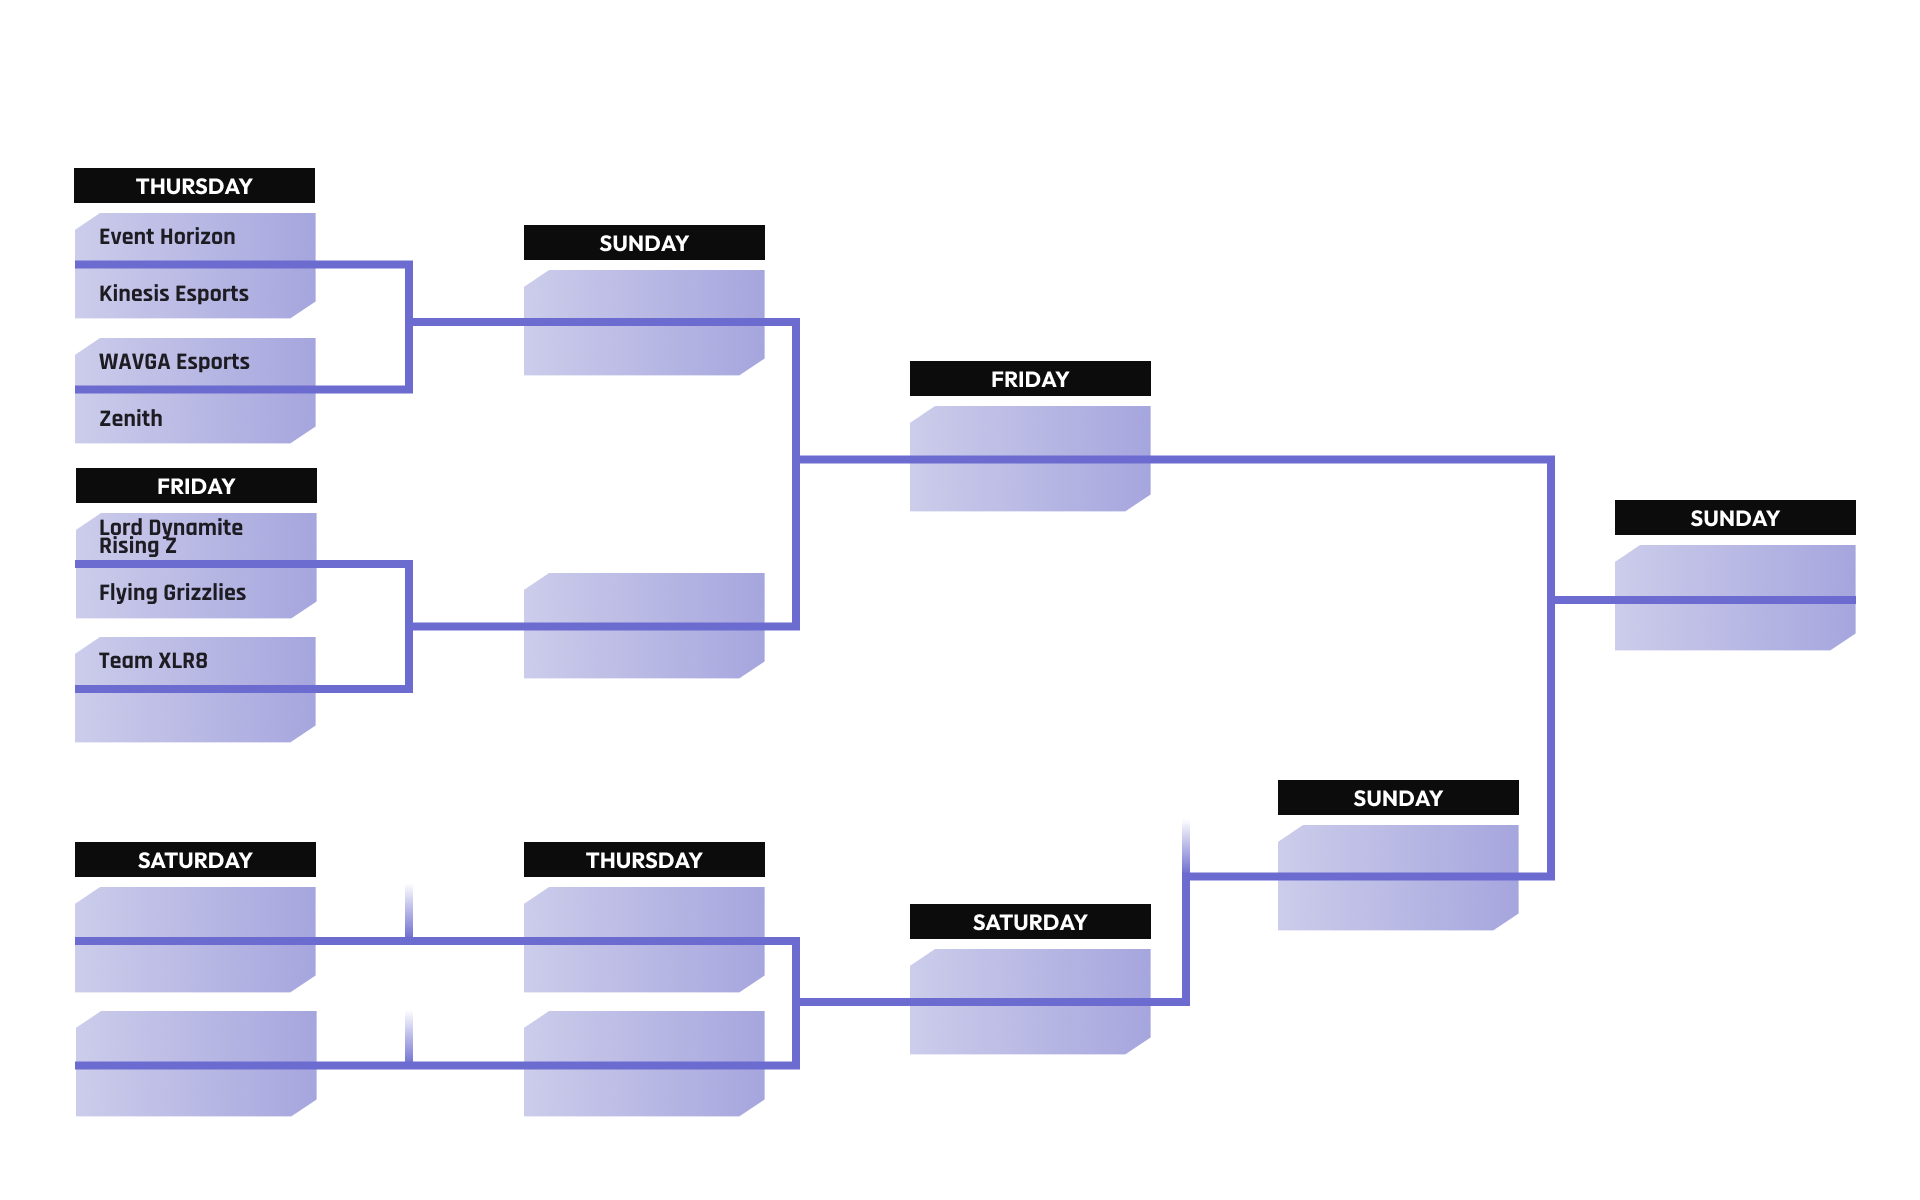 THURSDAY
Event Horizon
Kinesis Esports
WAVGA Esports
Zenith
FRIDAY
Lord Dynamite
Rising Z
Flying Grizzlies
Team XLR8
SUNDAY
FRIDAY
SUNDAY
SATURDAY
THURSDAY
SATURDAY
SUNDAY